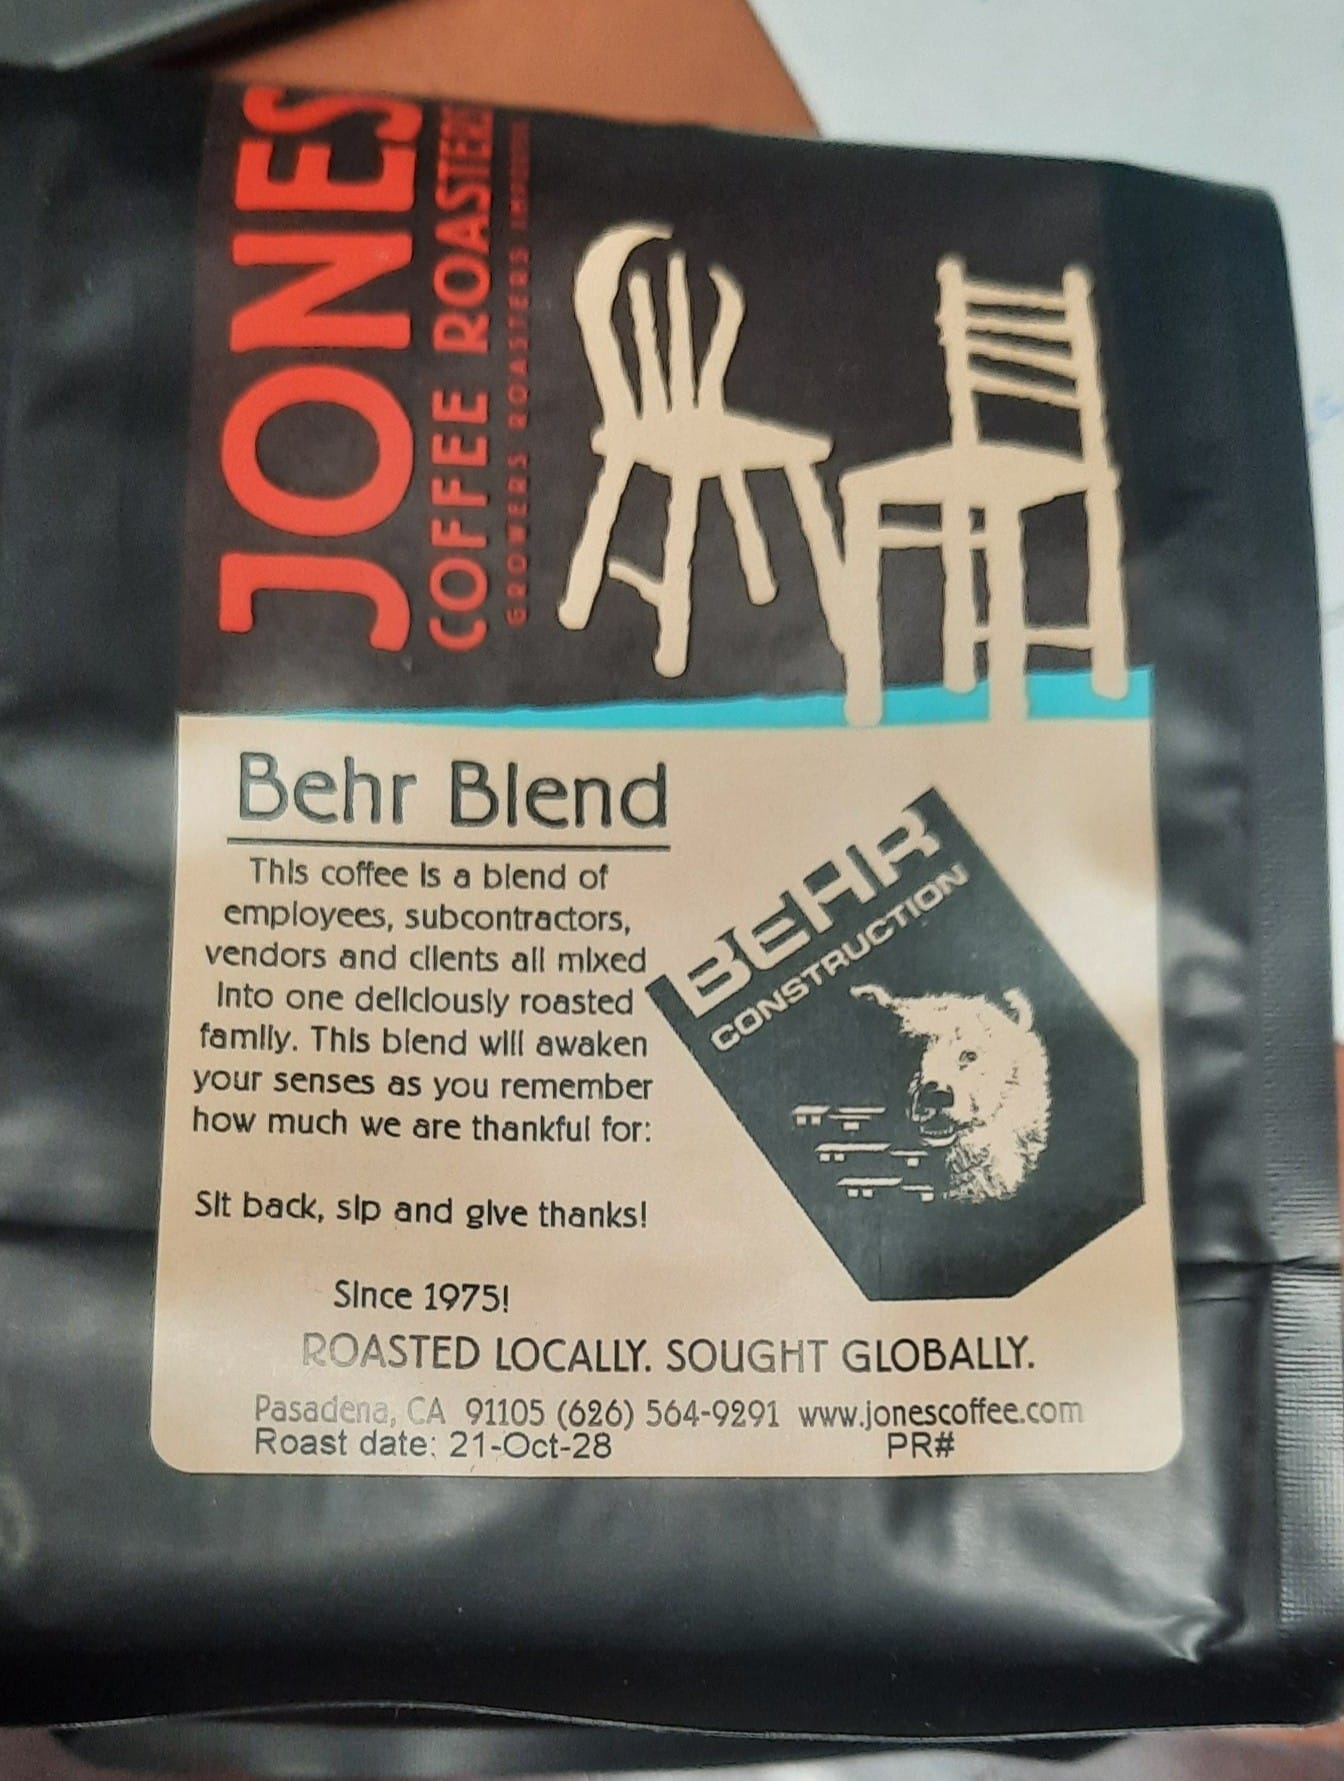 JONES
COFFEE ROASTERS
GROWERS ROASTERS
Behr Blend
This coffee is a blend of
employees, subcontractors,
vendors and clients all mixed
into one deliciously roasted
family. This blend will awaken
your senses as you remember
how much we are thankful for:
Sit back, sip and give thanks!
Since 1975!
BEHR
CONSTRUCTION
ROASTED LOCALLY. SOUGHT GLOBALLY.
Pasadena, CA 91105 (626) 564-9291 www.jonescoffee.com
Roast date: 21-Oct-28 PR#